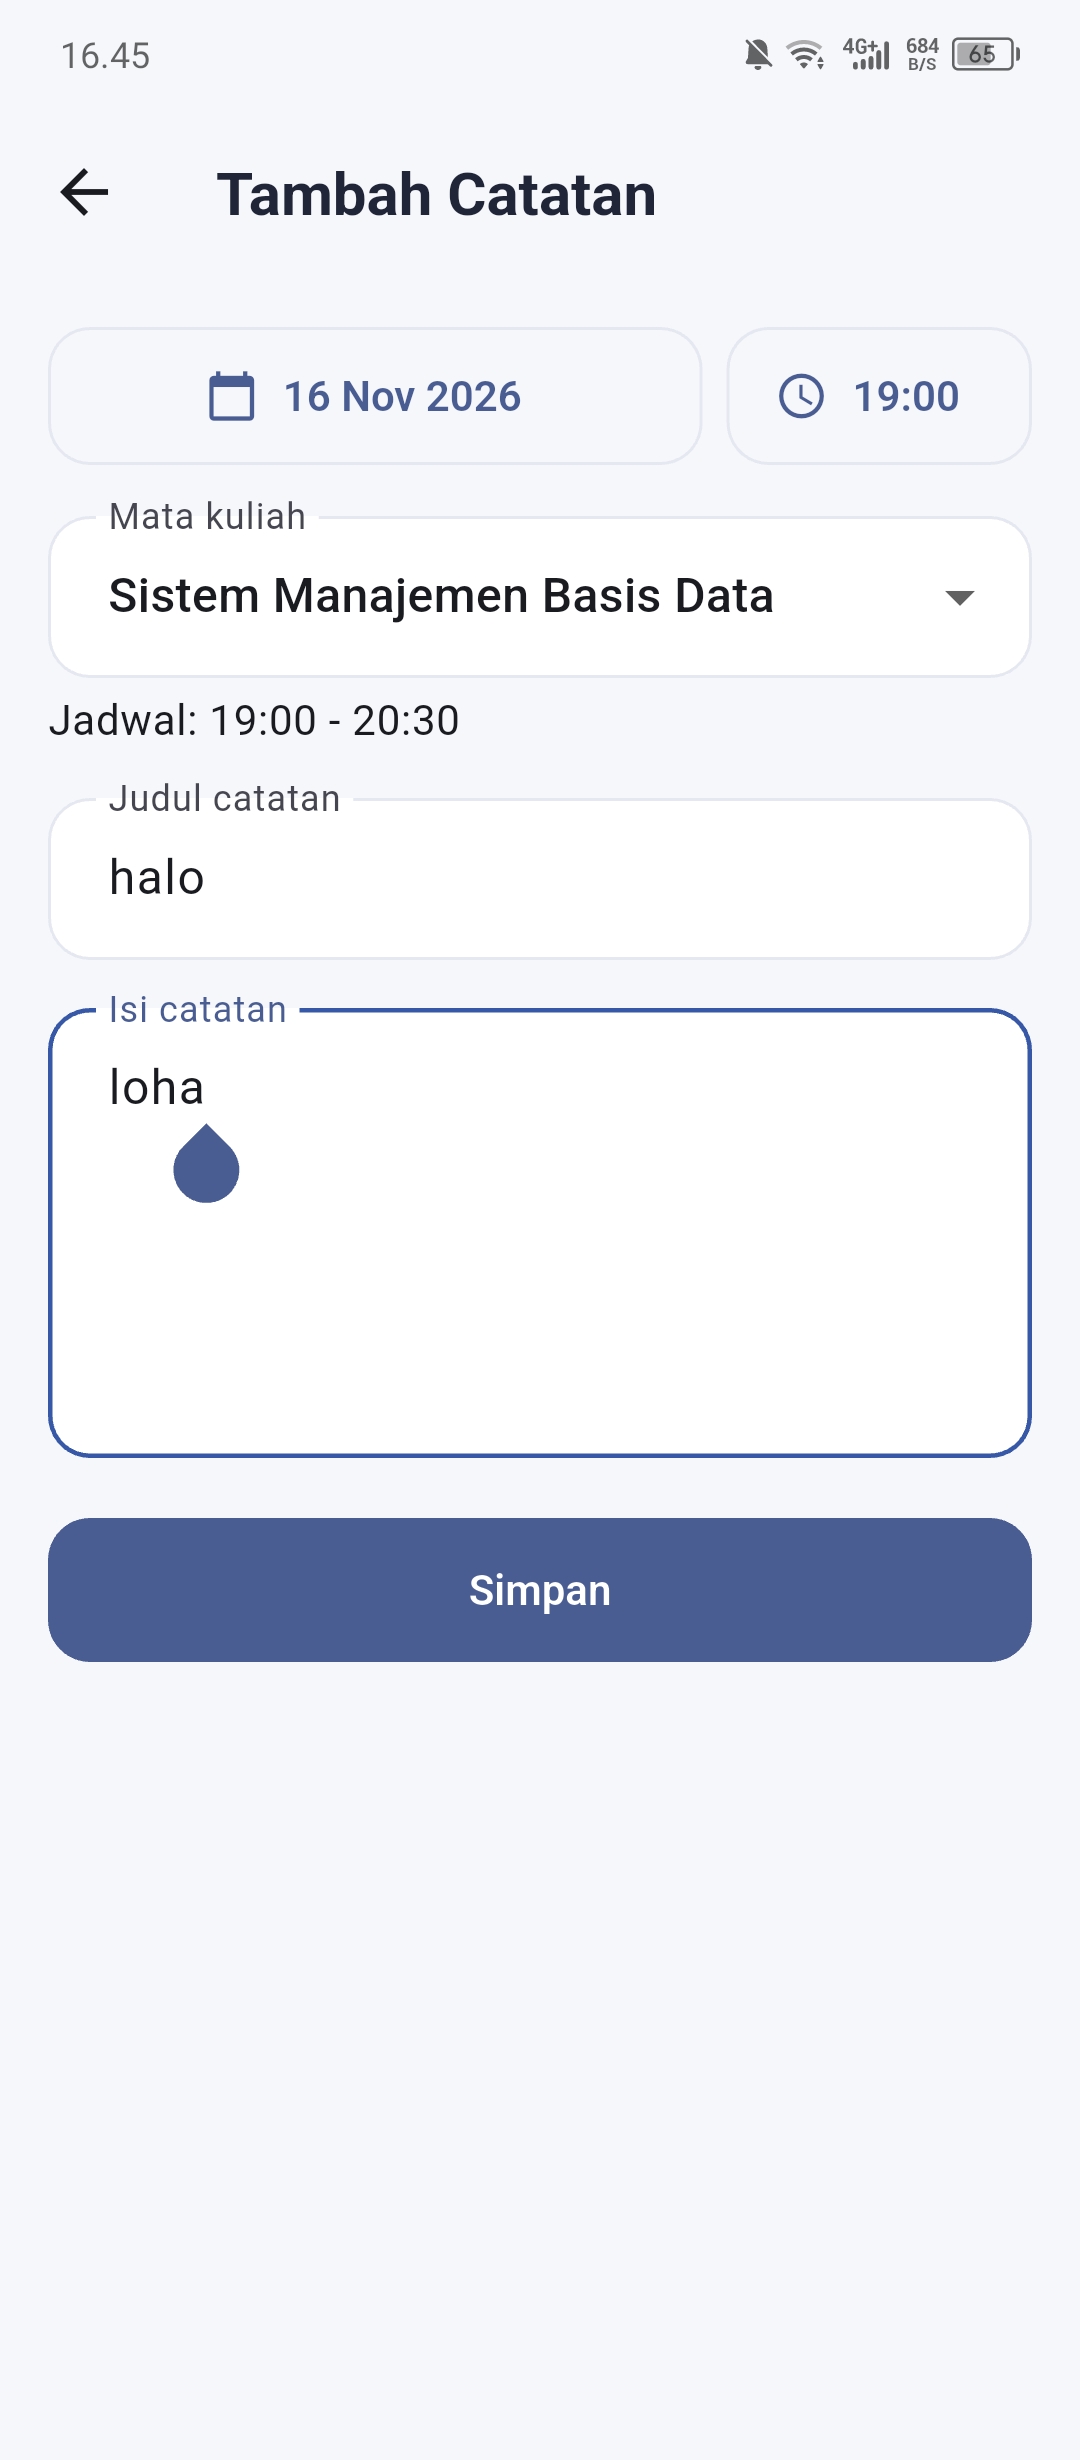 16.45
4G+ 684 B/S 65
Tambah Catatan
16 Nov 2026 19:00
Mata kuliah
Sistem Manajemen Basis Data
Jadwal: 19:00 - 20:30
Judul catatan
halo
Isi catatan
loha
Simpan